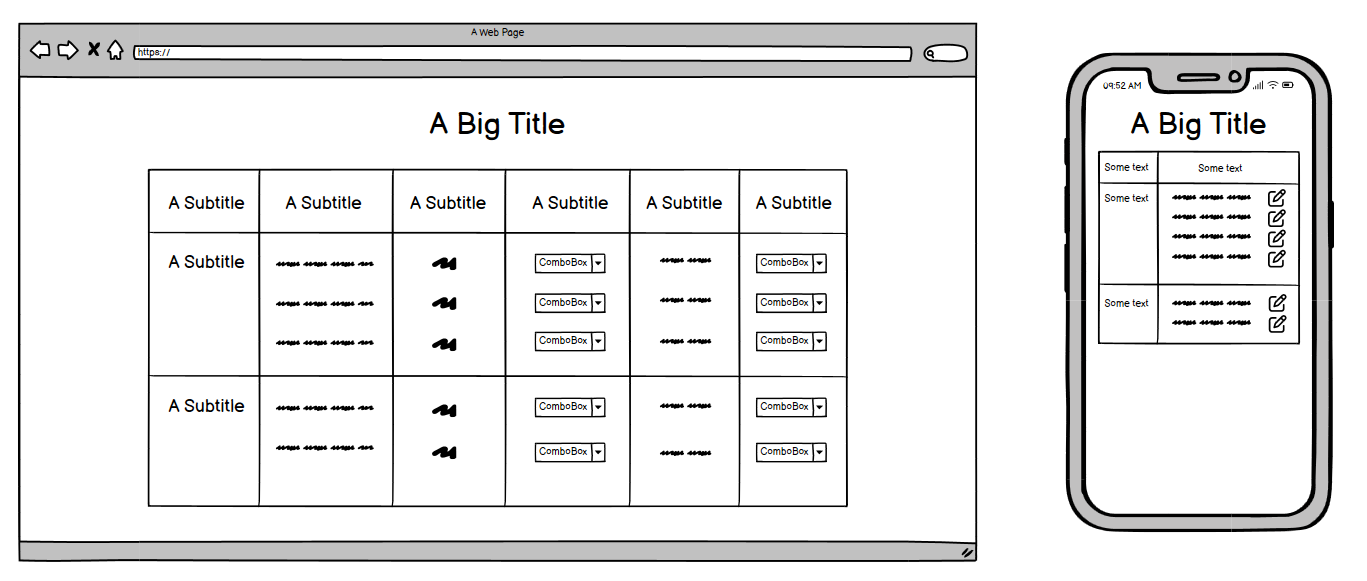 A Web Page
https://
A Big Title
A Subtitle A Subtitle A Subtitle A Subtitle A Subtitle A Subtitle
A Subtitle ComboBox ComboBox
ComboBox ComboBox
ComboBox ComboBox
A Subtitle ComboBox ComboBox
ComboBox ComboBox
09:52 AM
A Big Title
Some text Some text
Some text
Some text